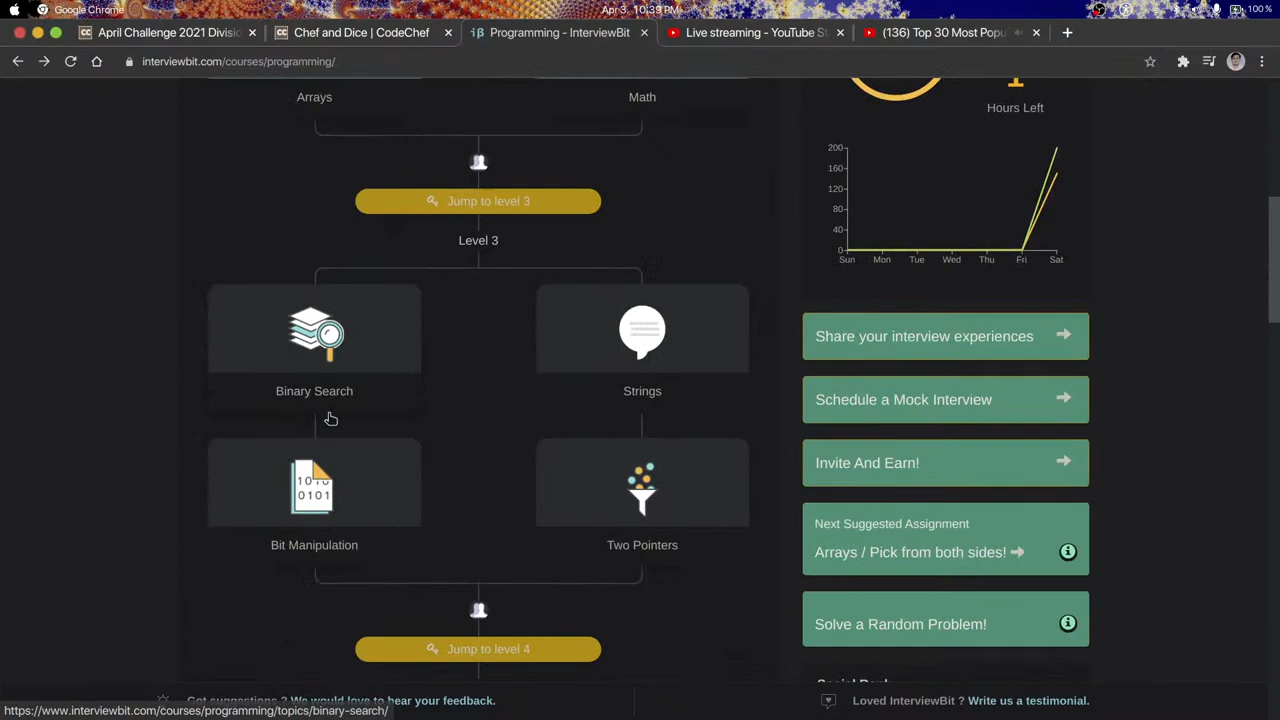 Chrome
Apr 3, 10:39 PM
100 %
April Challenge 2021 Divisio
Chef and Dice | CodeChef
Programming - InterviewBit
Live streaming - YouTube St
(136) Top 30 Most Popu
interviewbit.com/courses/programming/
Arrays
Math
Hours Left
Jump to level 3
Level 3
200
160
120
80
40
0
Sun Mon Tue Wed Thu Fri Sat
Binary Search
Strings
Share your interview experiences
Schedule a Mock Interview
Invite And Earn!
10
0101
Bit Manipulation
Two Pointers
Next Suggested Assignment
Arrays / Pick from both sides!
Solve a Random Problem!
Jump to level 4
Got suggestions ? We would love to hear your feedback.
Loved InterviewBit ? Write us a testimonial.
https://www.interviewbit.com/courses/programming/topics/binary-search/